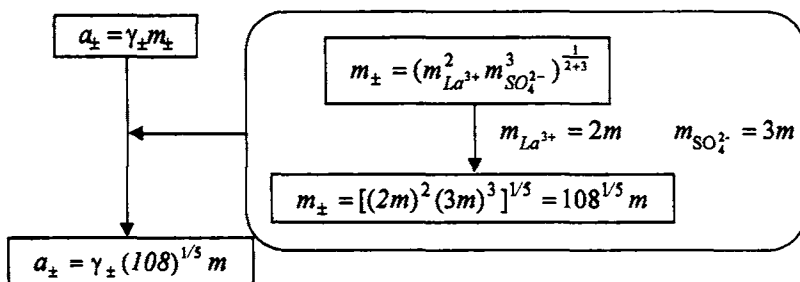 a± = γ±m±
m± = (m²La³⁺ m³SO₄²⁻)^(1/(2+3))
mLa³⁺ = 2m mSO₄²⁻ = 3m
m± = [(2m)²(3m)³]^1/5 = 108^1/5 m
a± = γ±(108)^1/5 m